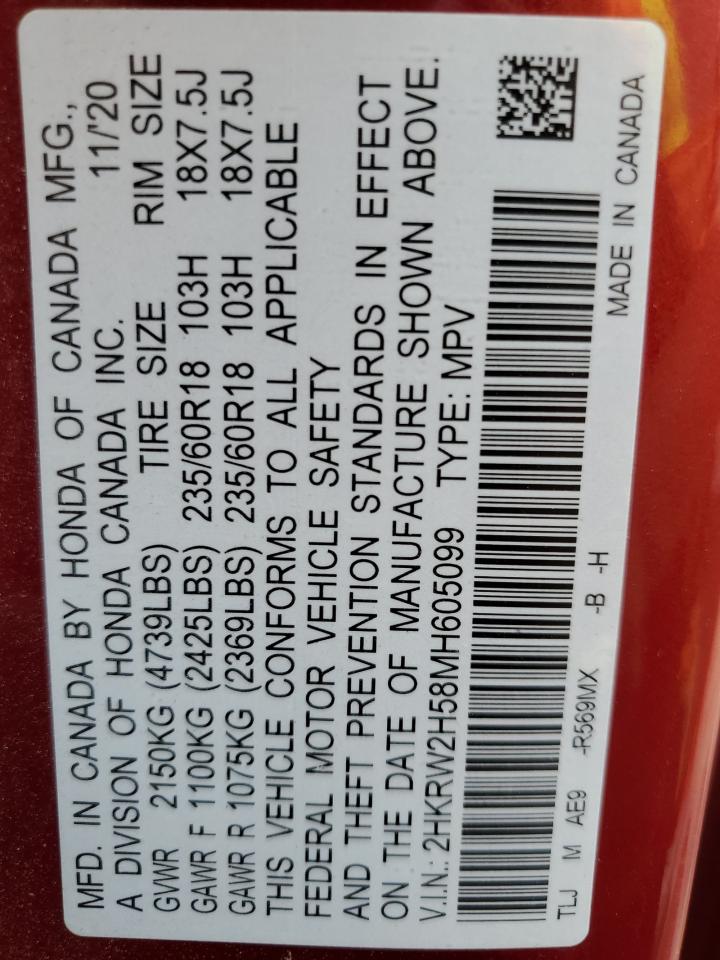 MFD. IN CANADA BY HONDA OF CANADA MFG.,
A DIVISION OF HONDA CANADA INC. 11/'20
GVWR 2150KG (4739LBS) TIRE SIZE RIM SIZE
GAWR F 1100KG (2425LBS) 235/60R18 103H 18X7.5J
GAWR R 1075KG (2369LBS) 235/60R18 103H 18X7.5J
THIS VEHICLE CONFORMS TO ALL APPLICABLE
FEDERAL MOTOR VEHICLE SAFETY
AND THEFT PREVENTION STANDARDS IN EFFECT
ON THE DATE OF MANUFACTURE SHOWN ABOVE.
V.I.N.: 2HKRW2H58MH605099 TYPE: MPV
TLJ M AE9 -R569MX -B -H
MADE IN CANADA